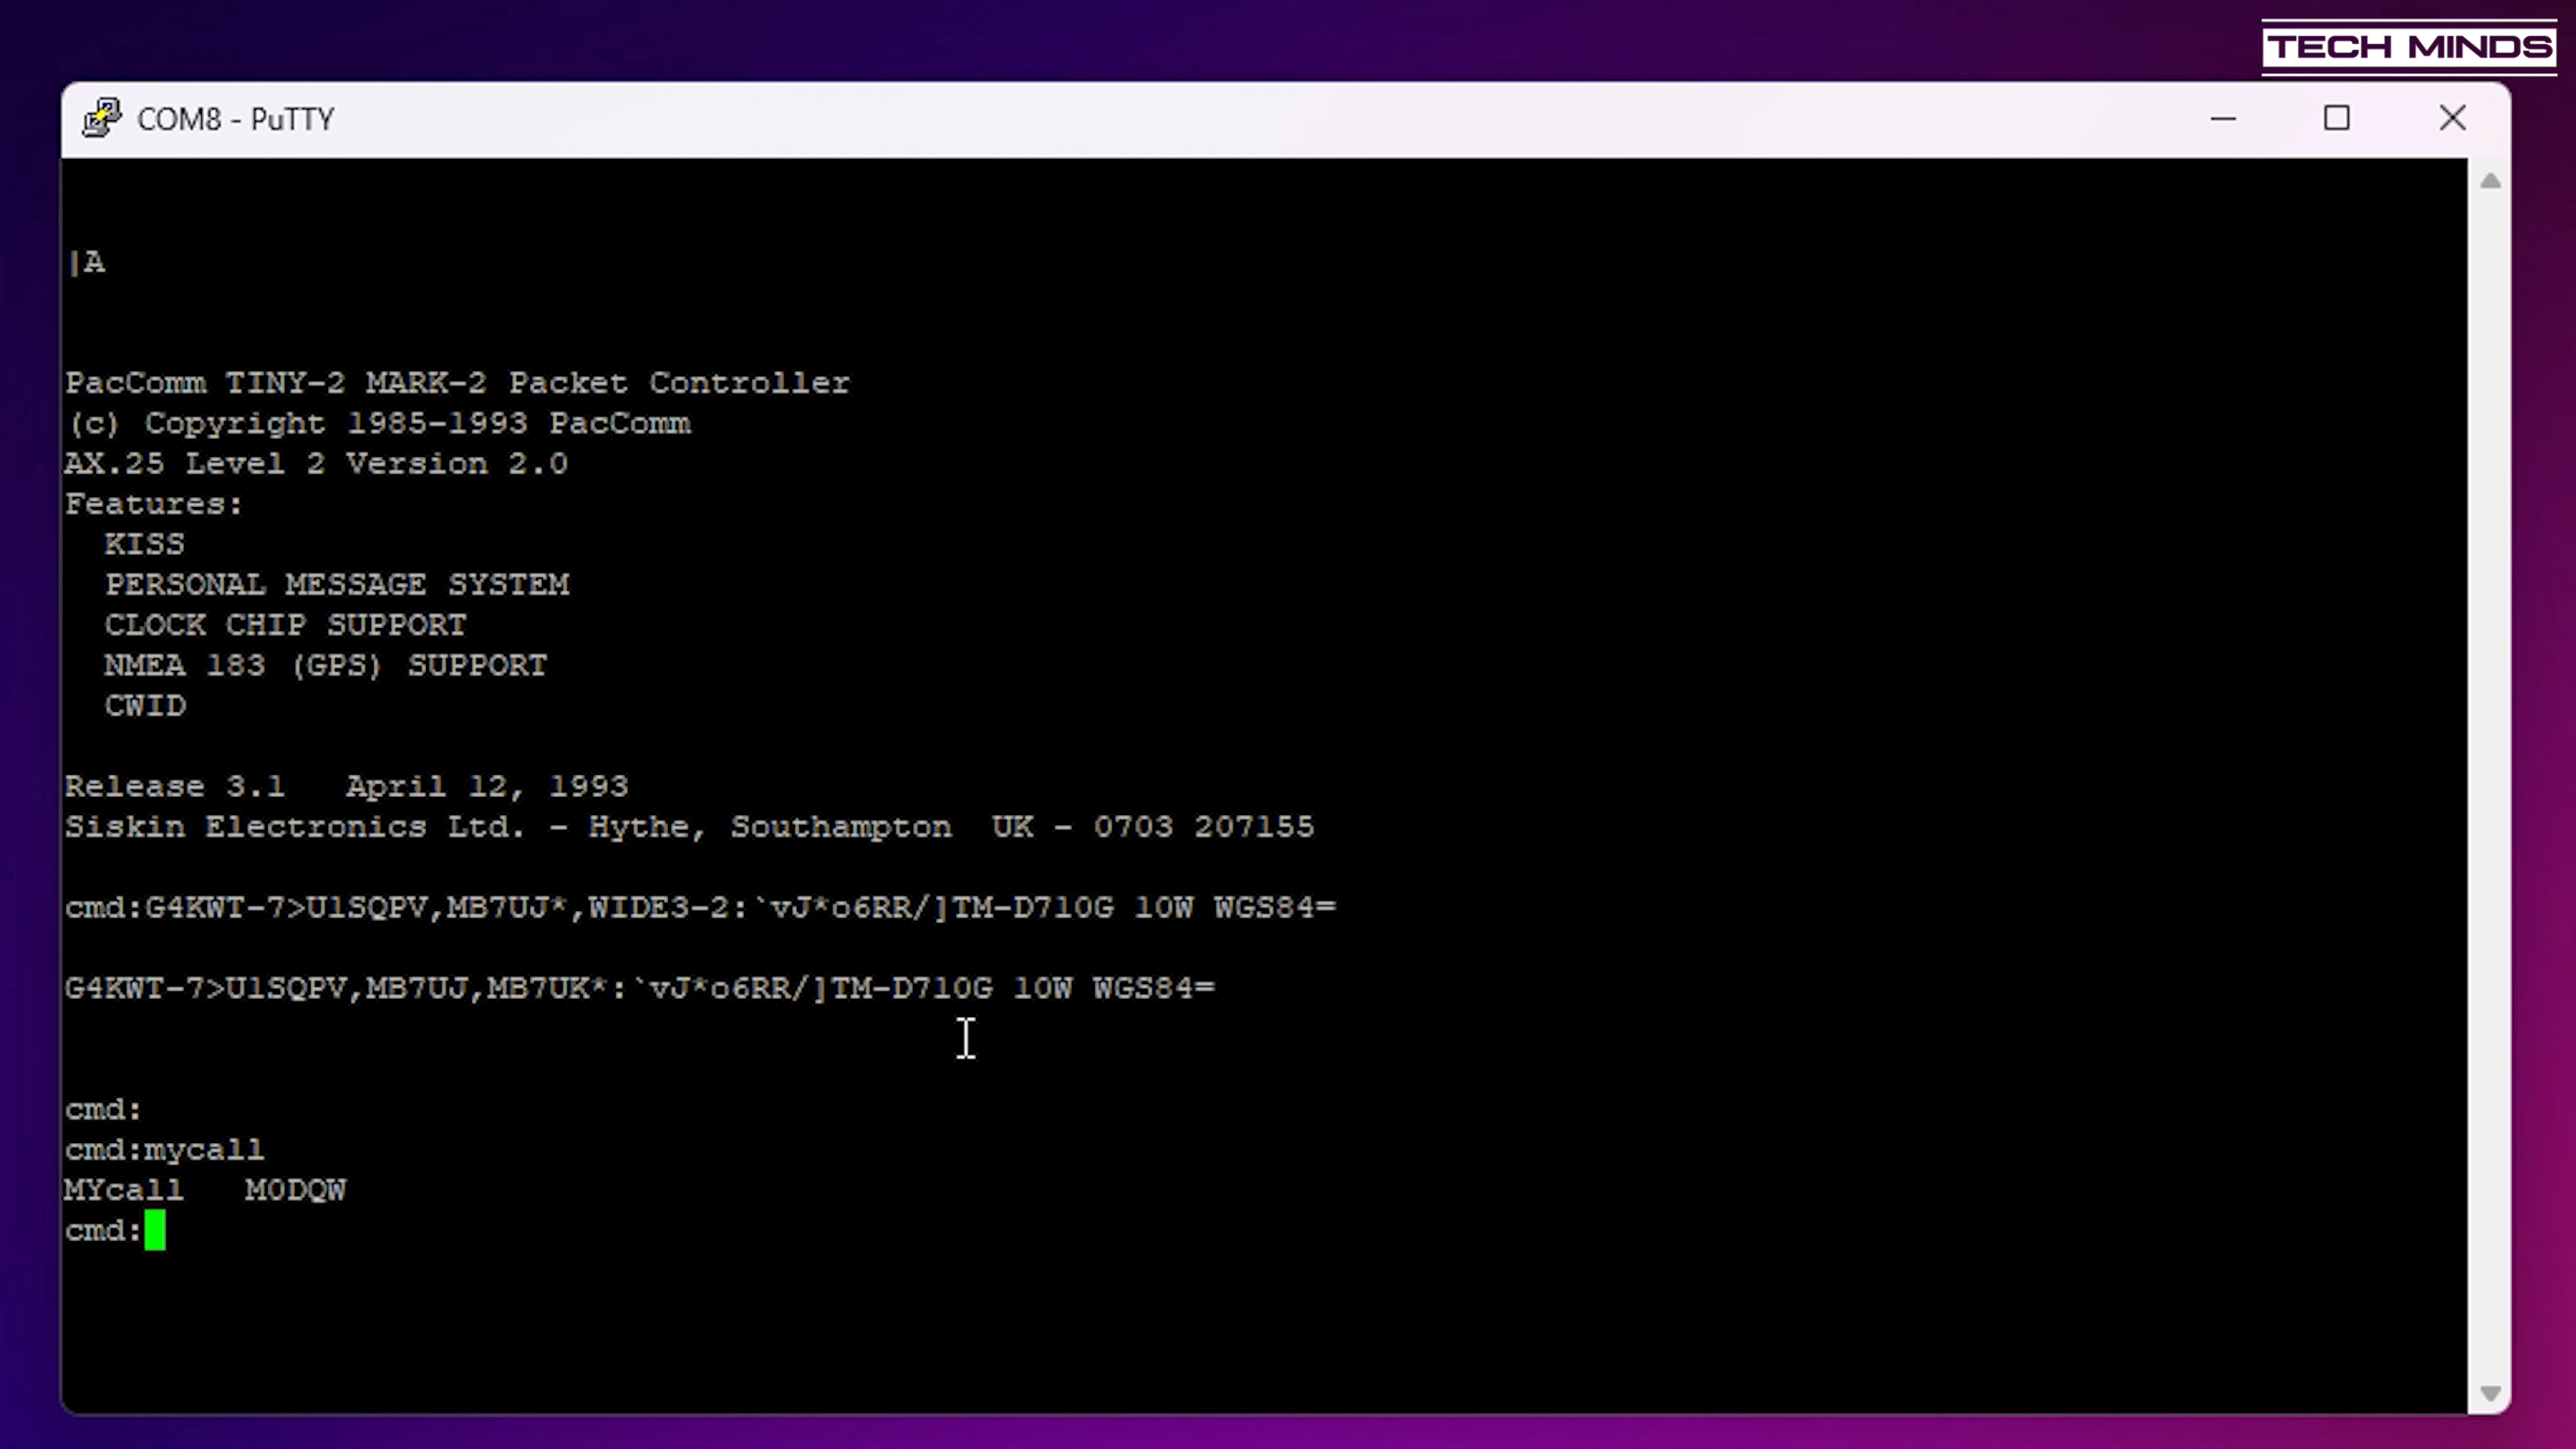 TECH MINDS
COM8 - PuTTY
|A
PacComm TINY-2 MARK-2 Packet Controller
(c) Copyright 1985-1993 PacComm
AX.25 Level 2 Version 2.0
Features:
KISS
PERSONAL MESSAGE SYSTEM
CLOCK CHIP SUPPORT
NMEA 183 (GPS) SUPPORT
CWID
Release 3.1   April 12, 1993
Siskin Electronics Ltd. - Hythe, Southampton  UK - 0703 207155
cmd:G4KWT-7>U1SQPV,MB7UJ*,WIDE3-2:`vJ*o6RR/]TM-D710G 10W WGS84=
G4KWT-7>U1SQPV,MB7UJ,MB7UK*:`vJ*o6RR/]TM-D710G 10W WGS84=
cmd:
cmd:mycall
MYcall   M0DQW
cmd: